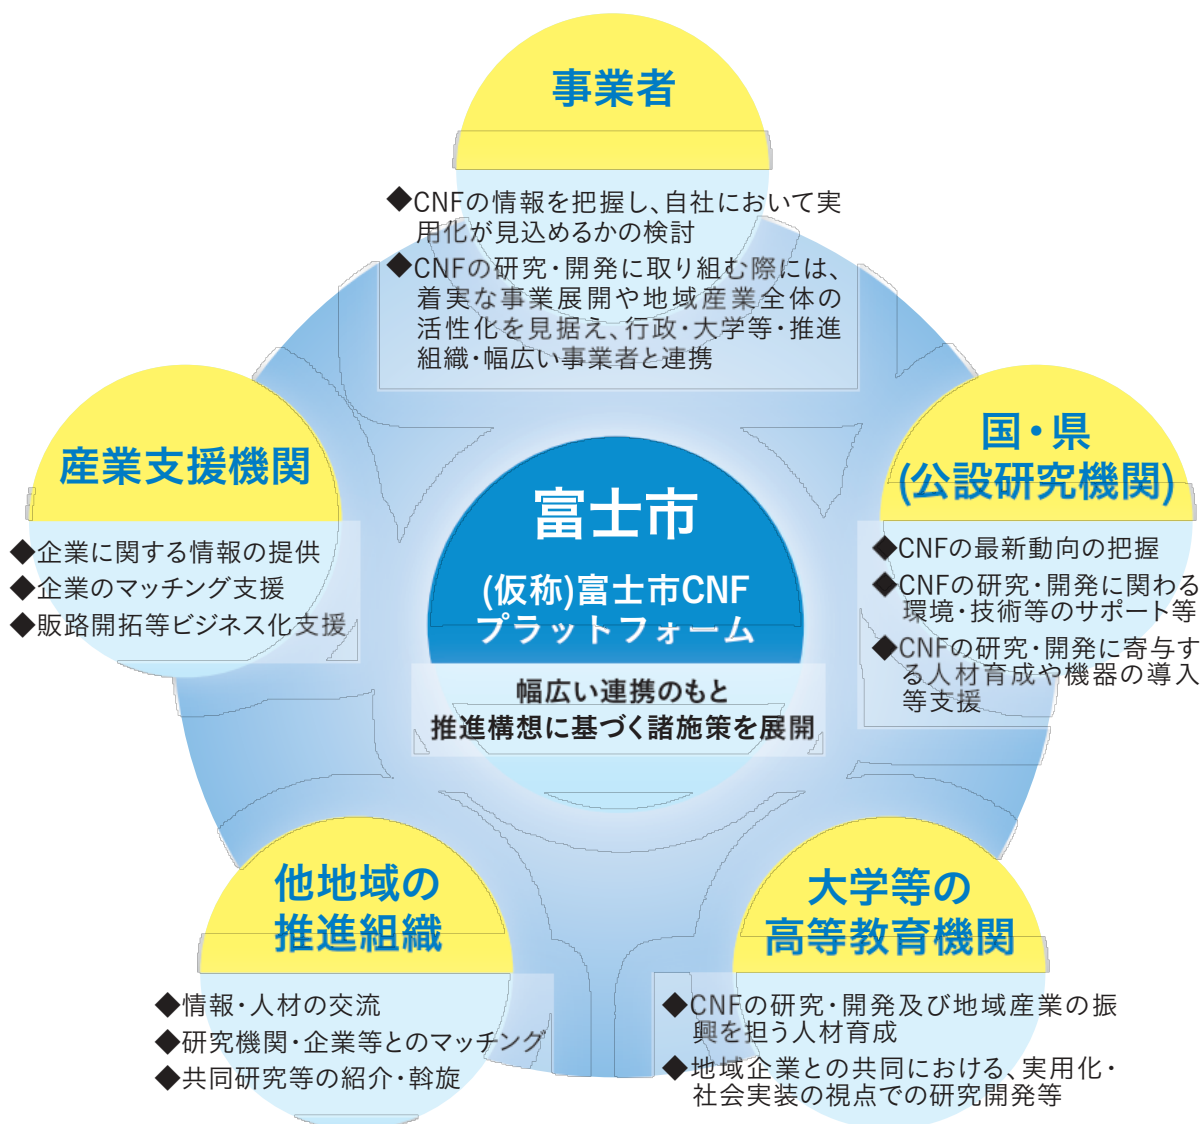 事業者
◆CNFの情報を把握し、自社において実
用化が見込めるかの検討
◆CNFの研究・開発に取り組む際には、
着実な事業展開や地域産業全体の
活性化を見据え、行政・大学等・推進
組織・幅広い事業者と連携
産業支援機関
◆企業に関する情報の提供
◆企業のマッチング支援
◆販路開拓等ビジネス化支援
富士市
(仮称)富士市CNF
プラットフォーム
幅広い連携のもと
推進構想に基づく諸施策を展開
国・県
(公設研究機関)
◆CNFの最新動向の把握
◆CNFの研究・開発に関わる
環境・技術等のサポート等
◆CNFの研究・開発に寄与す
る人材育成や機器の導入
等支援
他地域の
推進組織
◆情報・人材の交流
◆研究機関・企業等とのマッチング
◆共同研究等の紹介・斡旋
大学等の
高等教育機関
◆CNFの研究・開発及び地域産業の振
興を担う人材育成
◆地域企業との共同における、実用化・
社会実装の視点での研究開発等